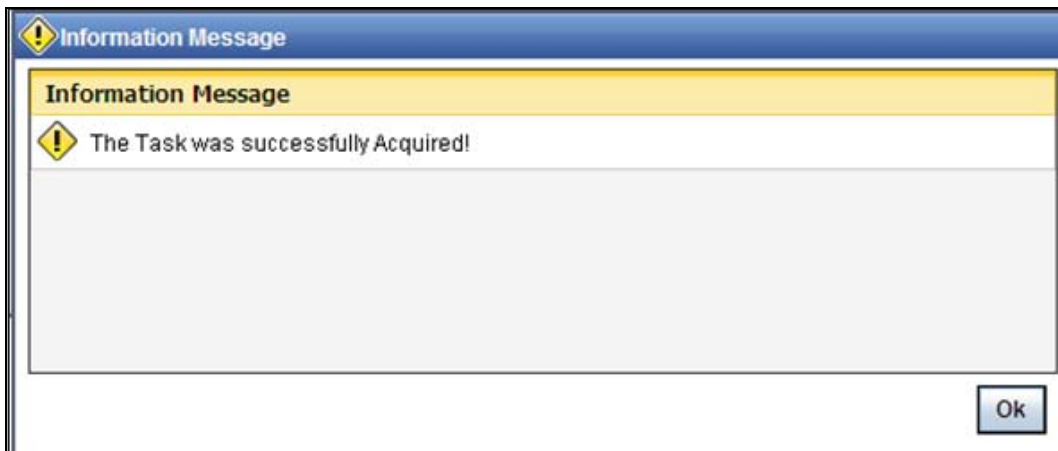 Information Message
Information Message
The Task was successfully Acquired!
Ok